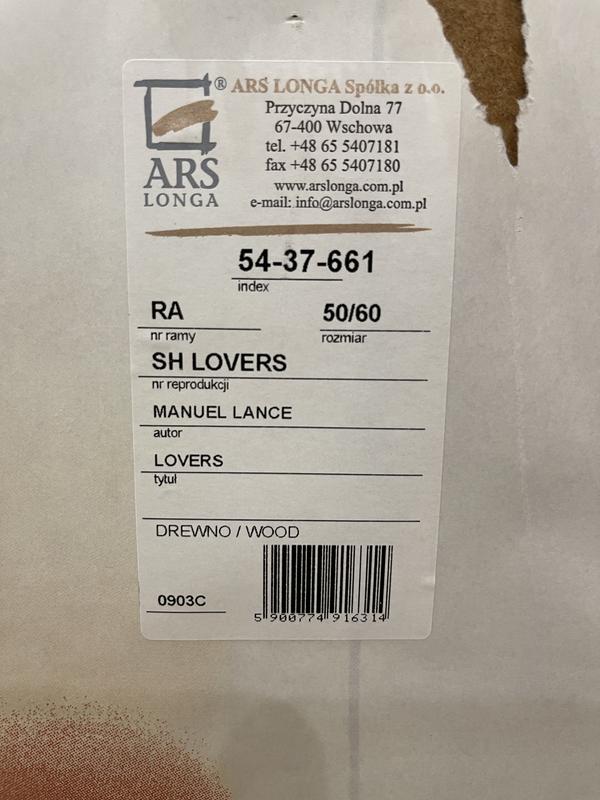 ® ARS LONGA Spółka z o.o.
Przyczyna Dolna 77
67-400 Wschowa
tel. +48 65 5407181
fax +48 65 5407180
www.arslonga.com.pl
e-mail: info@arslonga.com.pl
ARS
LONGA
54-37-661
index
RA 50/60
nr ramy rozmiar
SH LOVERS
nr reprodukcji
MANUEL LANCE
autor
LOVERS
tytuł
DREWNO / WOOD
0903C
5 900774 916314